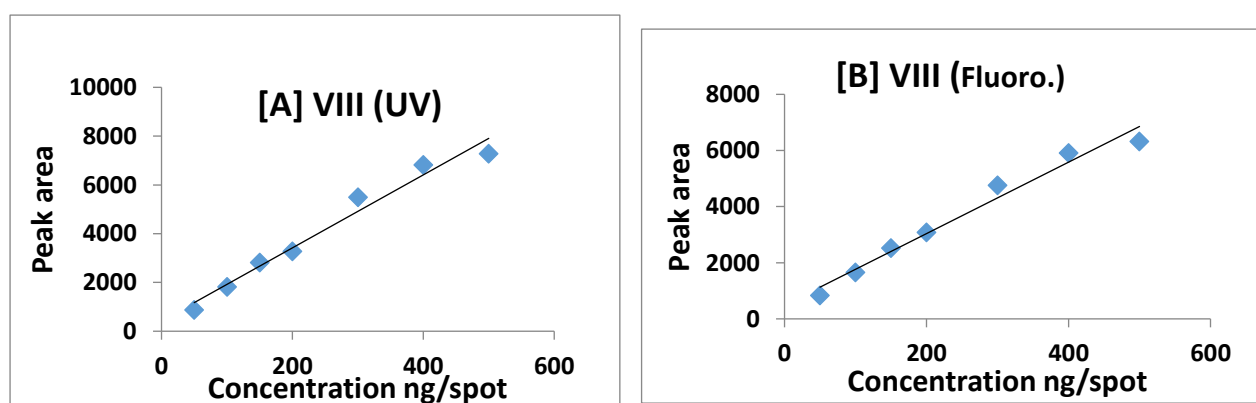 [A] VIII (UV)
Peak area
10000
8000
6000
4000
2000
0
0 200 400 600
Concentration ng/spot
[B] VIII (Fluoro.)
Peak area
8000
6000
4000
2000
0
0 200 400 600
Concentration ng/spot